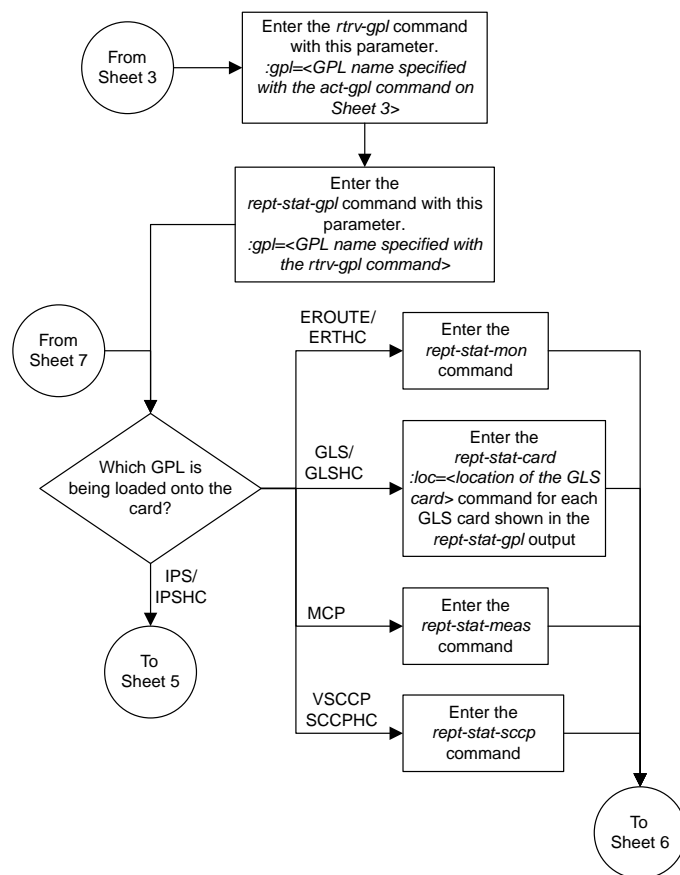 From
Sheet 3
Enter the rtrv-gpl command
with this parameter.
:gpl=<GPL name specified
with the act-gpl command on
Sheet 3>
Enter the
rept-stat-gpl command with this
parameter.
:gpl=<GPL name specified with
the rtrv-gpl command>
From
Sheet 7
Which GPL is
being loaded onto the
card?
EROUTE/
ERTHC
Enter the
rept-stat-mon
command
GLS/
GLSHC
Enter the
rept-stat-card
:loc=<location of the GLS
card> command for each
GLS card shown in the
rept-stat-gpl output
IPS/
IPSHC
To
Sheet 5
MCP
Enter the
rept-stat-meas
command
VSCCP
SCCPHC
Enter the
rept-stat-sccp
command
To
Sheet 6